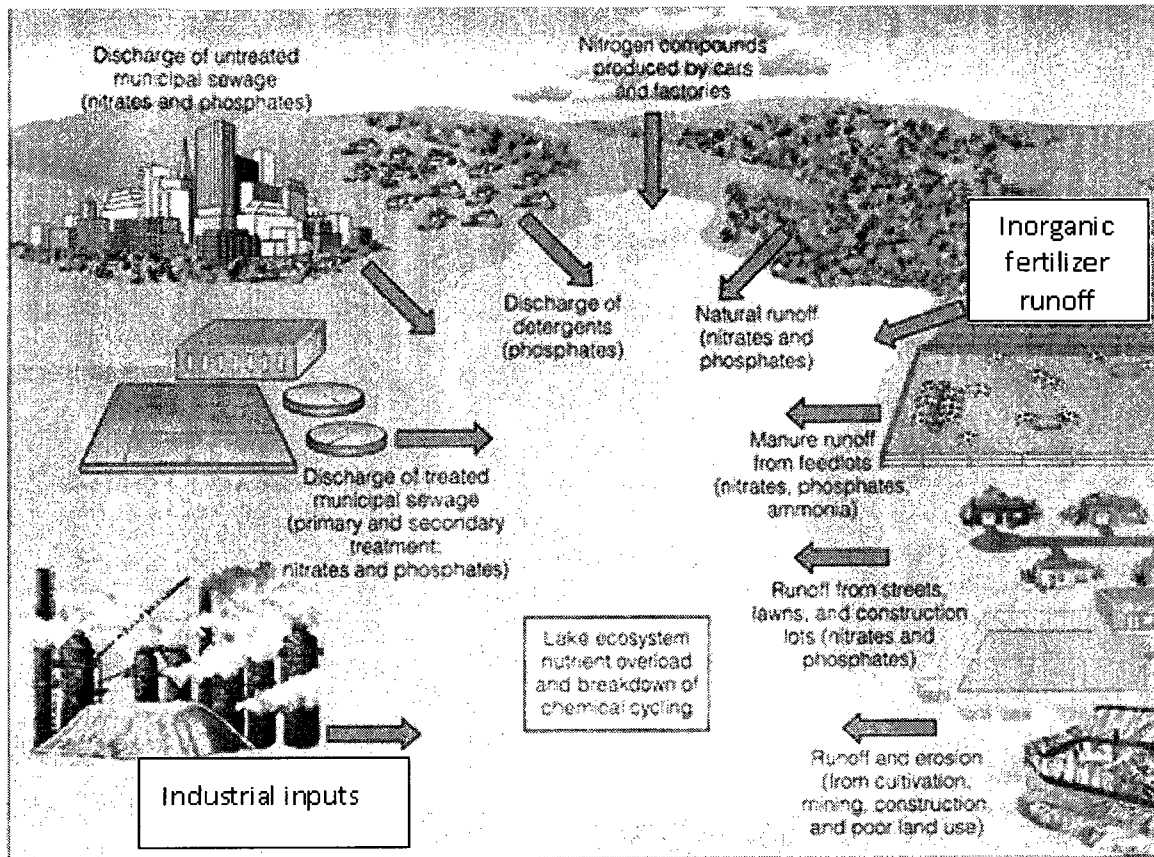 Discharge of untreated
municipal sewage
(nitrates and phosphates)
Nitrogen compounds
produced by cars
and factories
Inorganic
fertilizer
runoff
Discharge of
detergents
(phosphates)
Natural runoff
(nitrates and
phosphates)
Manure runoff
from feedlots
(nitrates, phosphates,
ammonia)
Discharge of treated
municipal sewage
(primary and secondary
treatment:
nitrates and phosphates)
Runoff from streets,
lawns, and construction
lots (nitrates and
phosphates)
Lake ecosystem
nutrient overload
and breakdown of
chemical cycling
Industrial inputs
Runoff and erosion
(from cultivation,
mining, construction,
and poor land use)